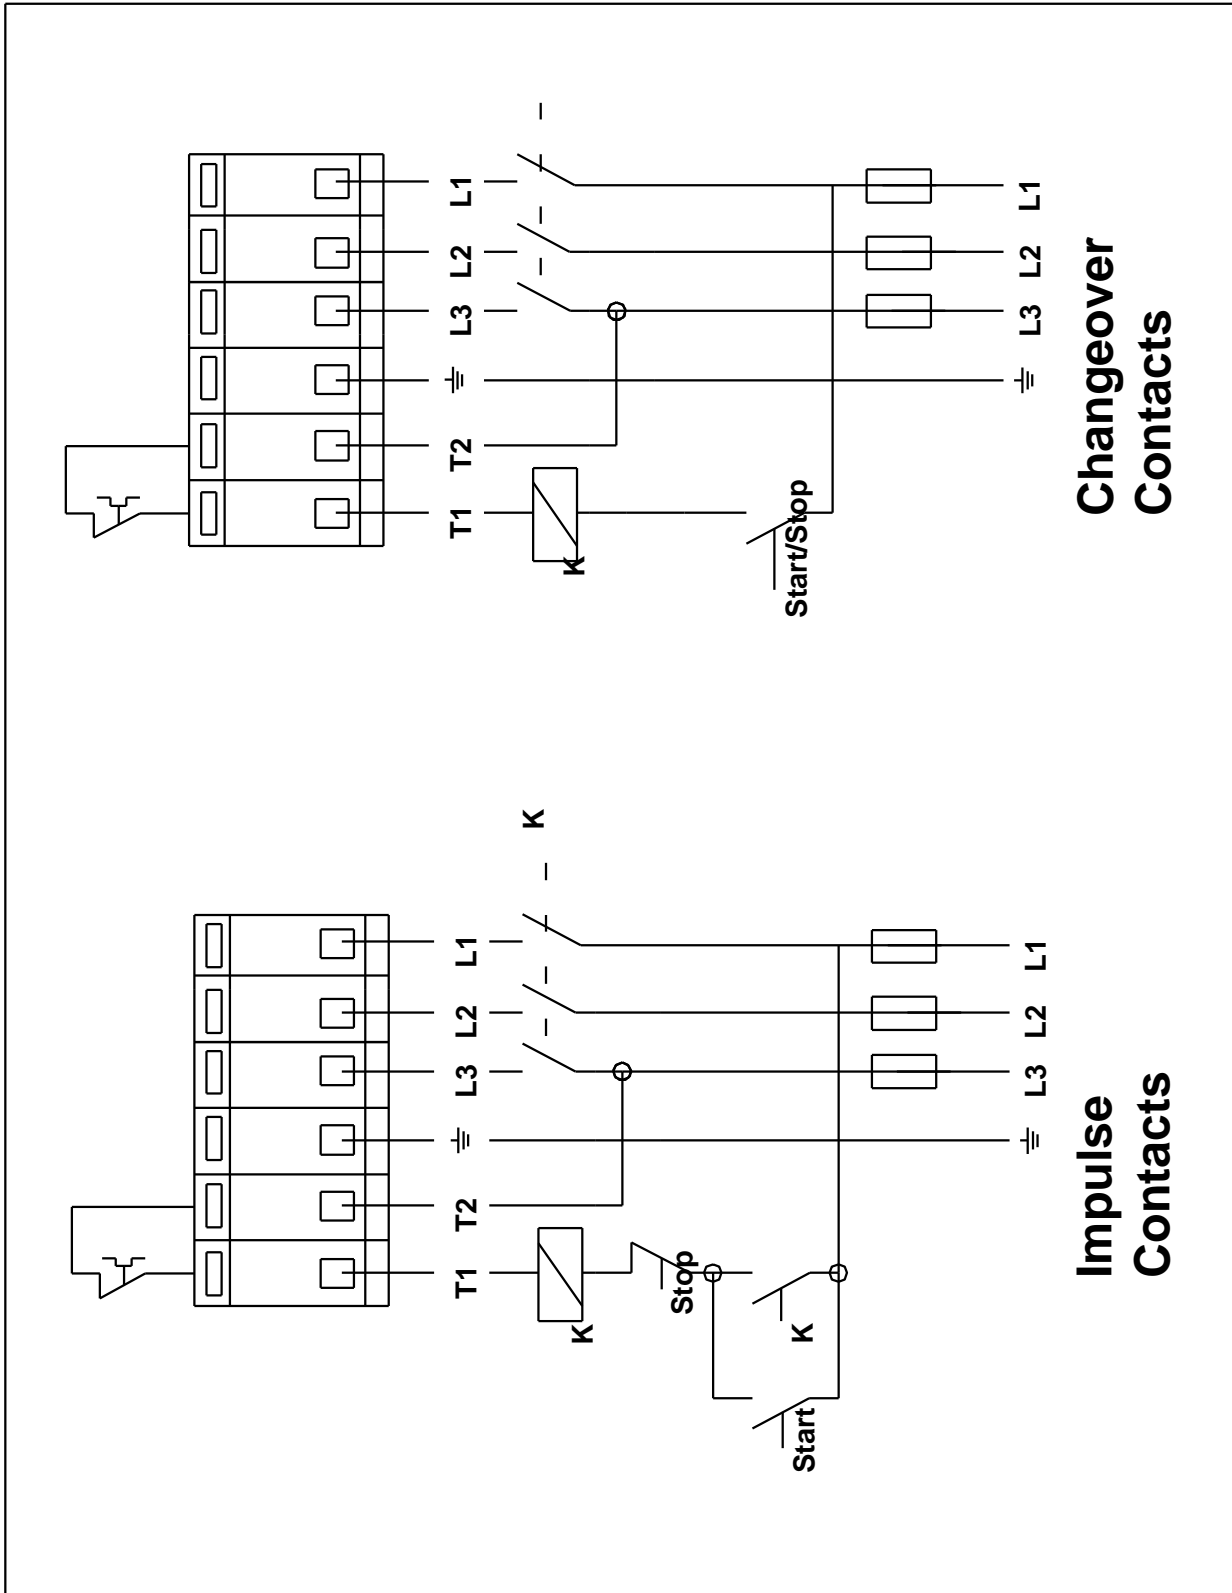 T1 T2 L3 L2 L1
K
K
Stop
K
Start
L3 L2 L1
Impulse
Contacts
T1 T2 L3 L2 L1
K
Start/Stop
L3 L2 L1
Changeover
Contacts